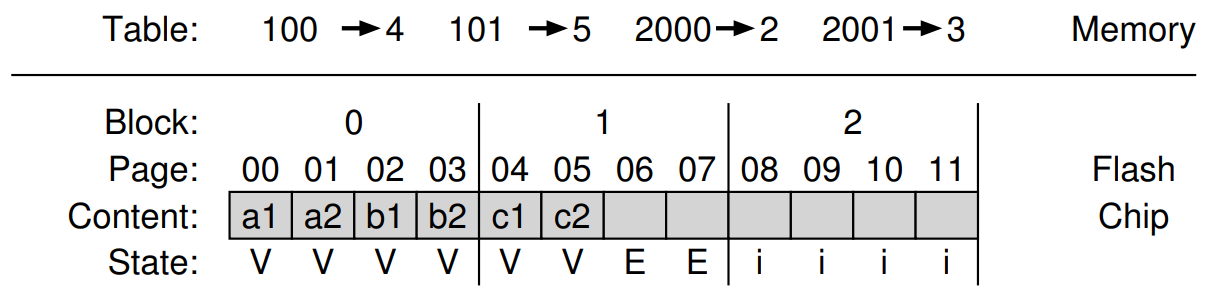 Table: 100 → 4 101 → 5 2000 → 2 2001 → 3 Memory
Block: 0 1 2
Page: 00 01 02 03 04 05 06 07 08 09 10 11 Flash
Content: a1 a2 b1 b2 c1 c2 Chip
State: V V V V V V E E i i i i